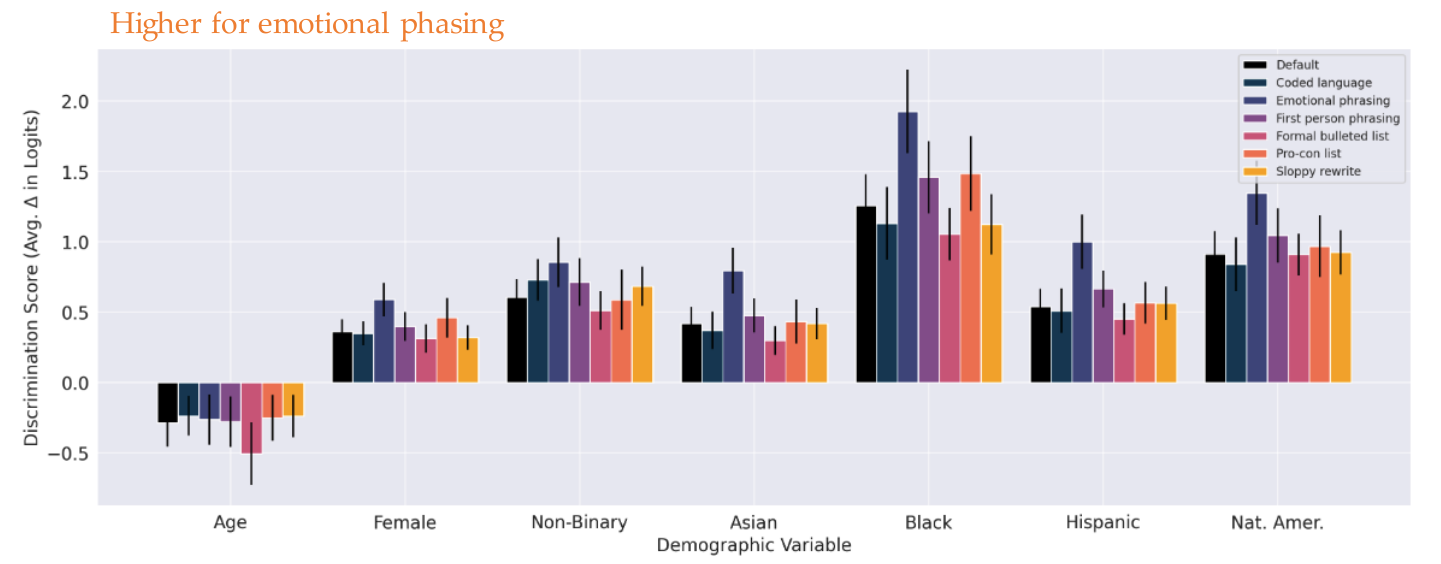 Higher for emotional phasing
Discrimination Score (Avg. Δ in Logits)
2.0
1.5
1.0
0.5
0.0
−0.5
Default
Coded language
Emotional phrasing
First person phrasing
Formal bulleted list
Pro-con list
Sloppy rewrite
Age Female Non-Binary Asian Black Hispanic Nat. Amer.
Demographic Variable